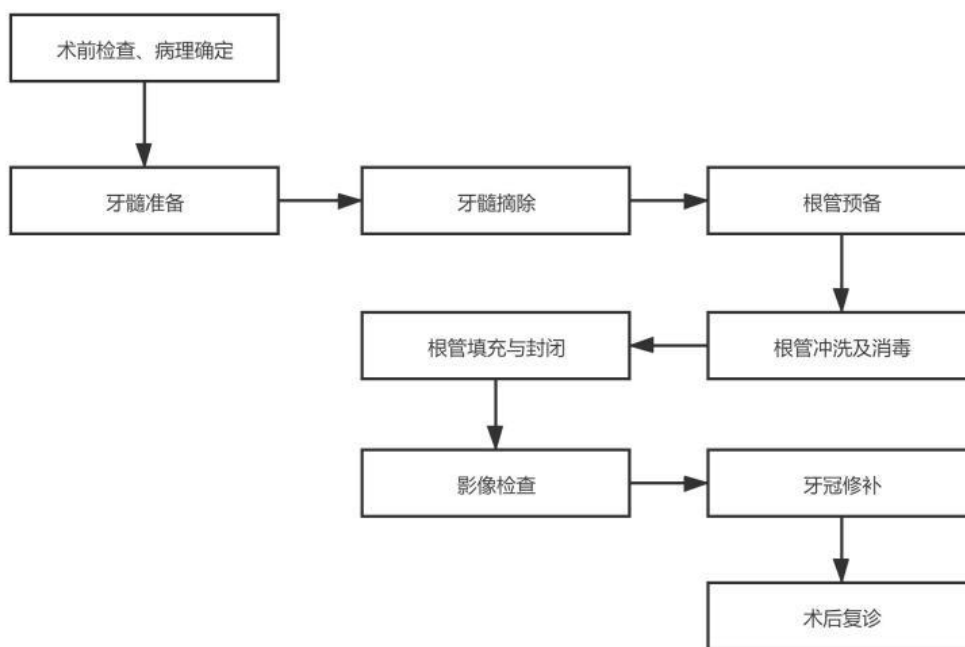 术前检查、病理确定
牙髓准备
牙髓摘除
根管预备
根管冲洗及消毒
根管填充与封闭
影像检查
牙冠修补
术后复诊